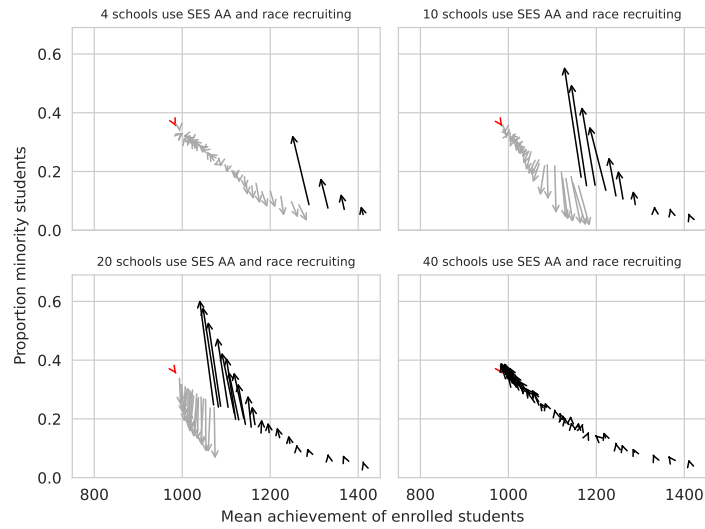 4 schools use SES AA and race recruiting
10 schools use SES AA and race recruiting
0.6
0.4
0.2
0.0
20 schools use SES AA and race recruiting
40 schools use SES AA and race recruiting
0.6
0.4
0.2
0.0
800 1000 1200 1400
800 1000 1200 1400
Proportion minority students
Mean achievement of enrolled students